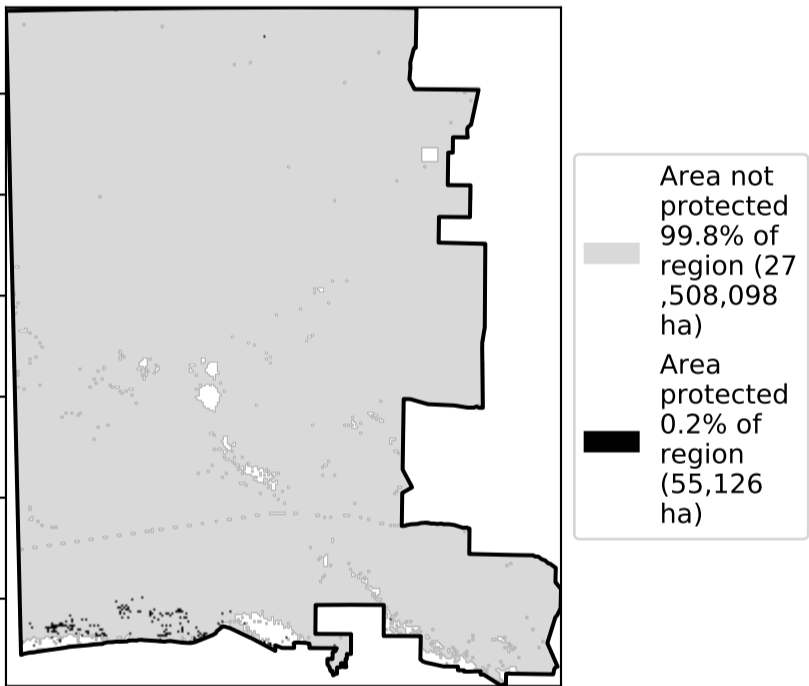 Area not
protected
99.8% of
region (27
,508,098
ha)
Area
protected
0.2% of
region
(55,126
ha)